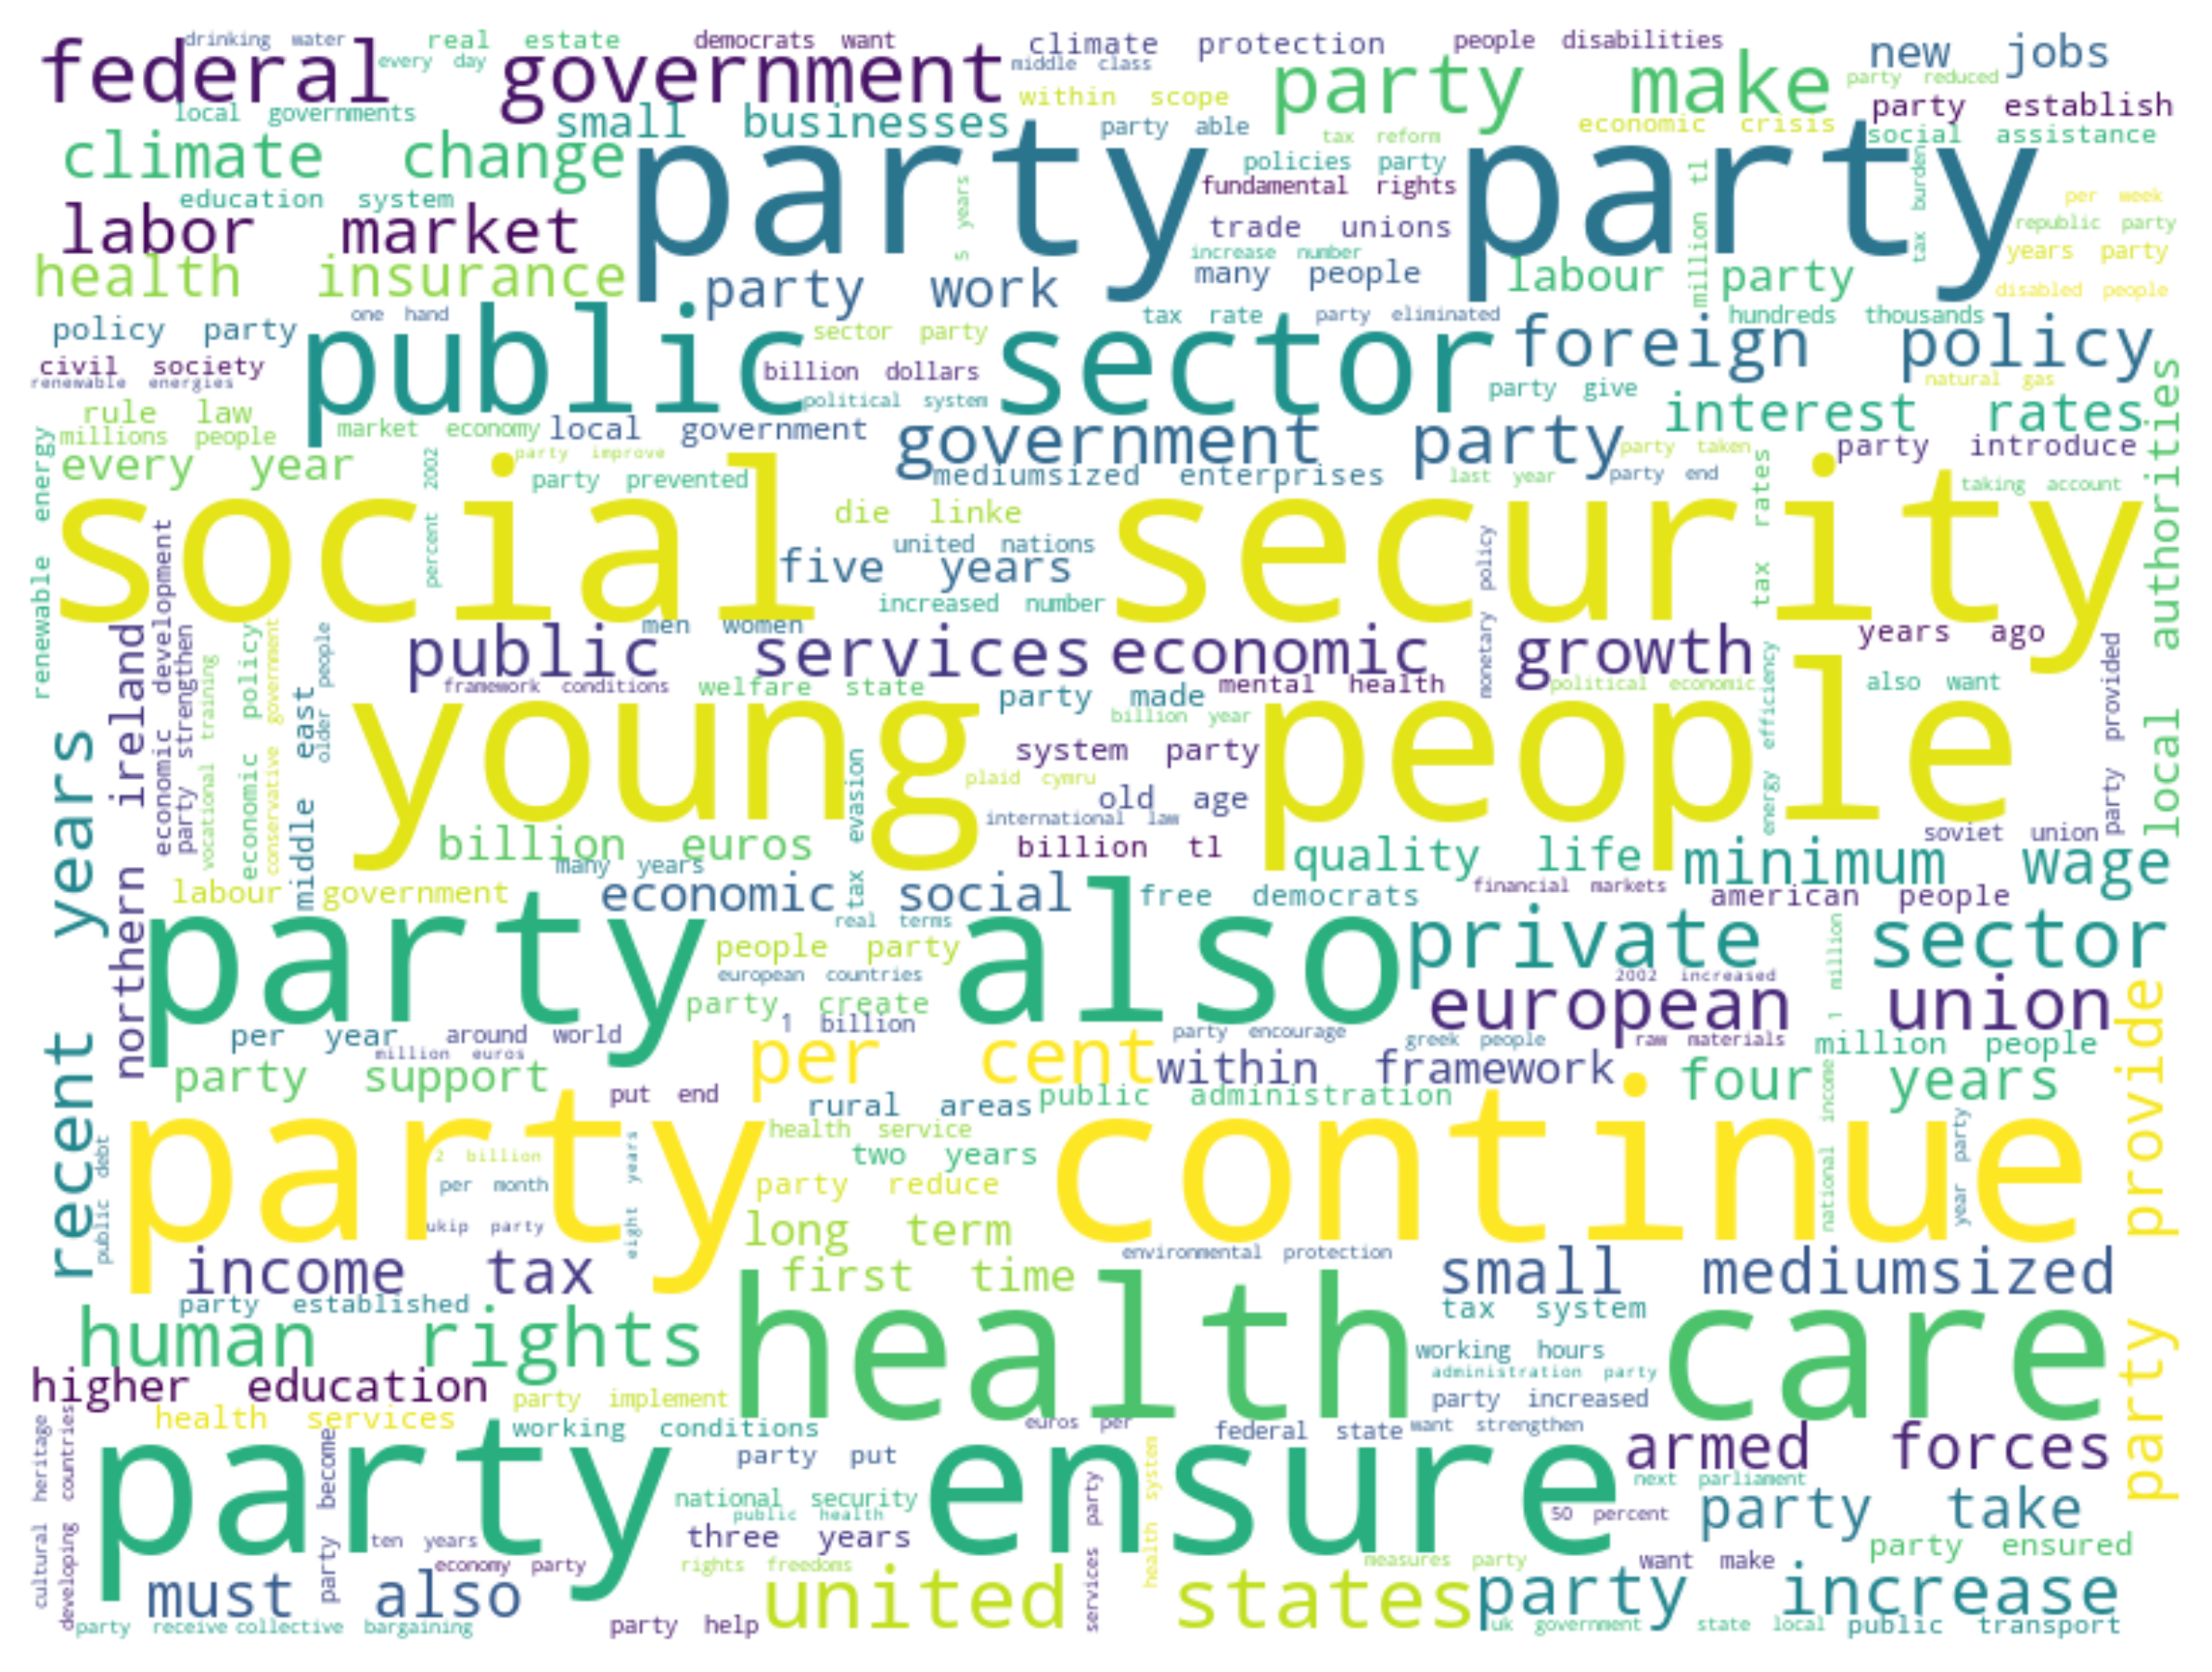 drinking water
real estate
democrats want
climate protection
people disabilities
new jobs
federal government
every day
middle class
party make
party reduced
within scope
party establish
local governments
small businesses
party able
tax reform
economic crisis
social assistance
climate change
party party
policies party
million tl
tax burden
fundamental rights
education system
5 years
per week
labor market
trade unions
republic party
increase number
years party
health insurance
party work
many people
labour party
disabled people
one hand
tax rate
party eliminated
hundreds thousands
policy party
public sector
sector party
foreign policy
civil society
billion dollars
renewable energies
natural gas
political system
party give
rule law
interest rates
local authorities
millions people
market economy
local government
government party
party taken
party introduce
renewable energy
every year
percent 2002
party improve
party prevented
mediumsized enterprises
last year
party end
tax rates
taking account
social security
die linke
united nations
five years
monetary policy
increased number
economic development
northern ireland
party strengthen
economic policy
conservative government
older people
men women
public services
economic growth
years ago
party provided
vocational training
framework conditions
welfare state
mental health
political economic
energy efficiency
also want
middle east
party made
young people
billion year
recent years
system party
tax evasion
plaid cymru
old age
international law
soviet union
billion euros
billion tl
quality life
minimum wage
many years
labour government
economic social
free democrats
financial markets
american people
party also
real terms
private sector
1 million
people party
european countries
2002 increased
party create
european union
party provide
1 billion
per year
around world
party encourage
greek people
raw materials
million people
million euros
per cent
within framework
party support
four years
national income
put end
rural areas
public administration
party continue
health service
year party
public debt
2 billion
eight years
two years
per month
party reduce
ukip party
long term
environmental protection
income tax
first time
small mediumsized
party established
tax system
human rights
health care
working hours
administration party
higher education
party implement
party increased
cultural heritage
developing countries
health services
working conditions
euros per
federal state
want strengthen
party become
party ensure
party put
health system
armed forces
services party
next parliament
national security
public health
50 percent
party take
ten years
three years
party ensured
economy party
rights freedoms
measures party
want make
must also
united states
party increase
party receive
collective bargaining
party help
uk government
state local
public transport